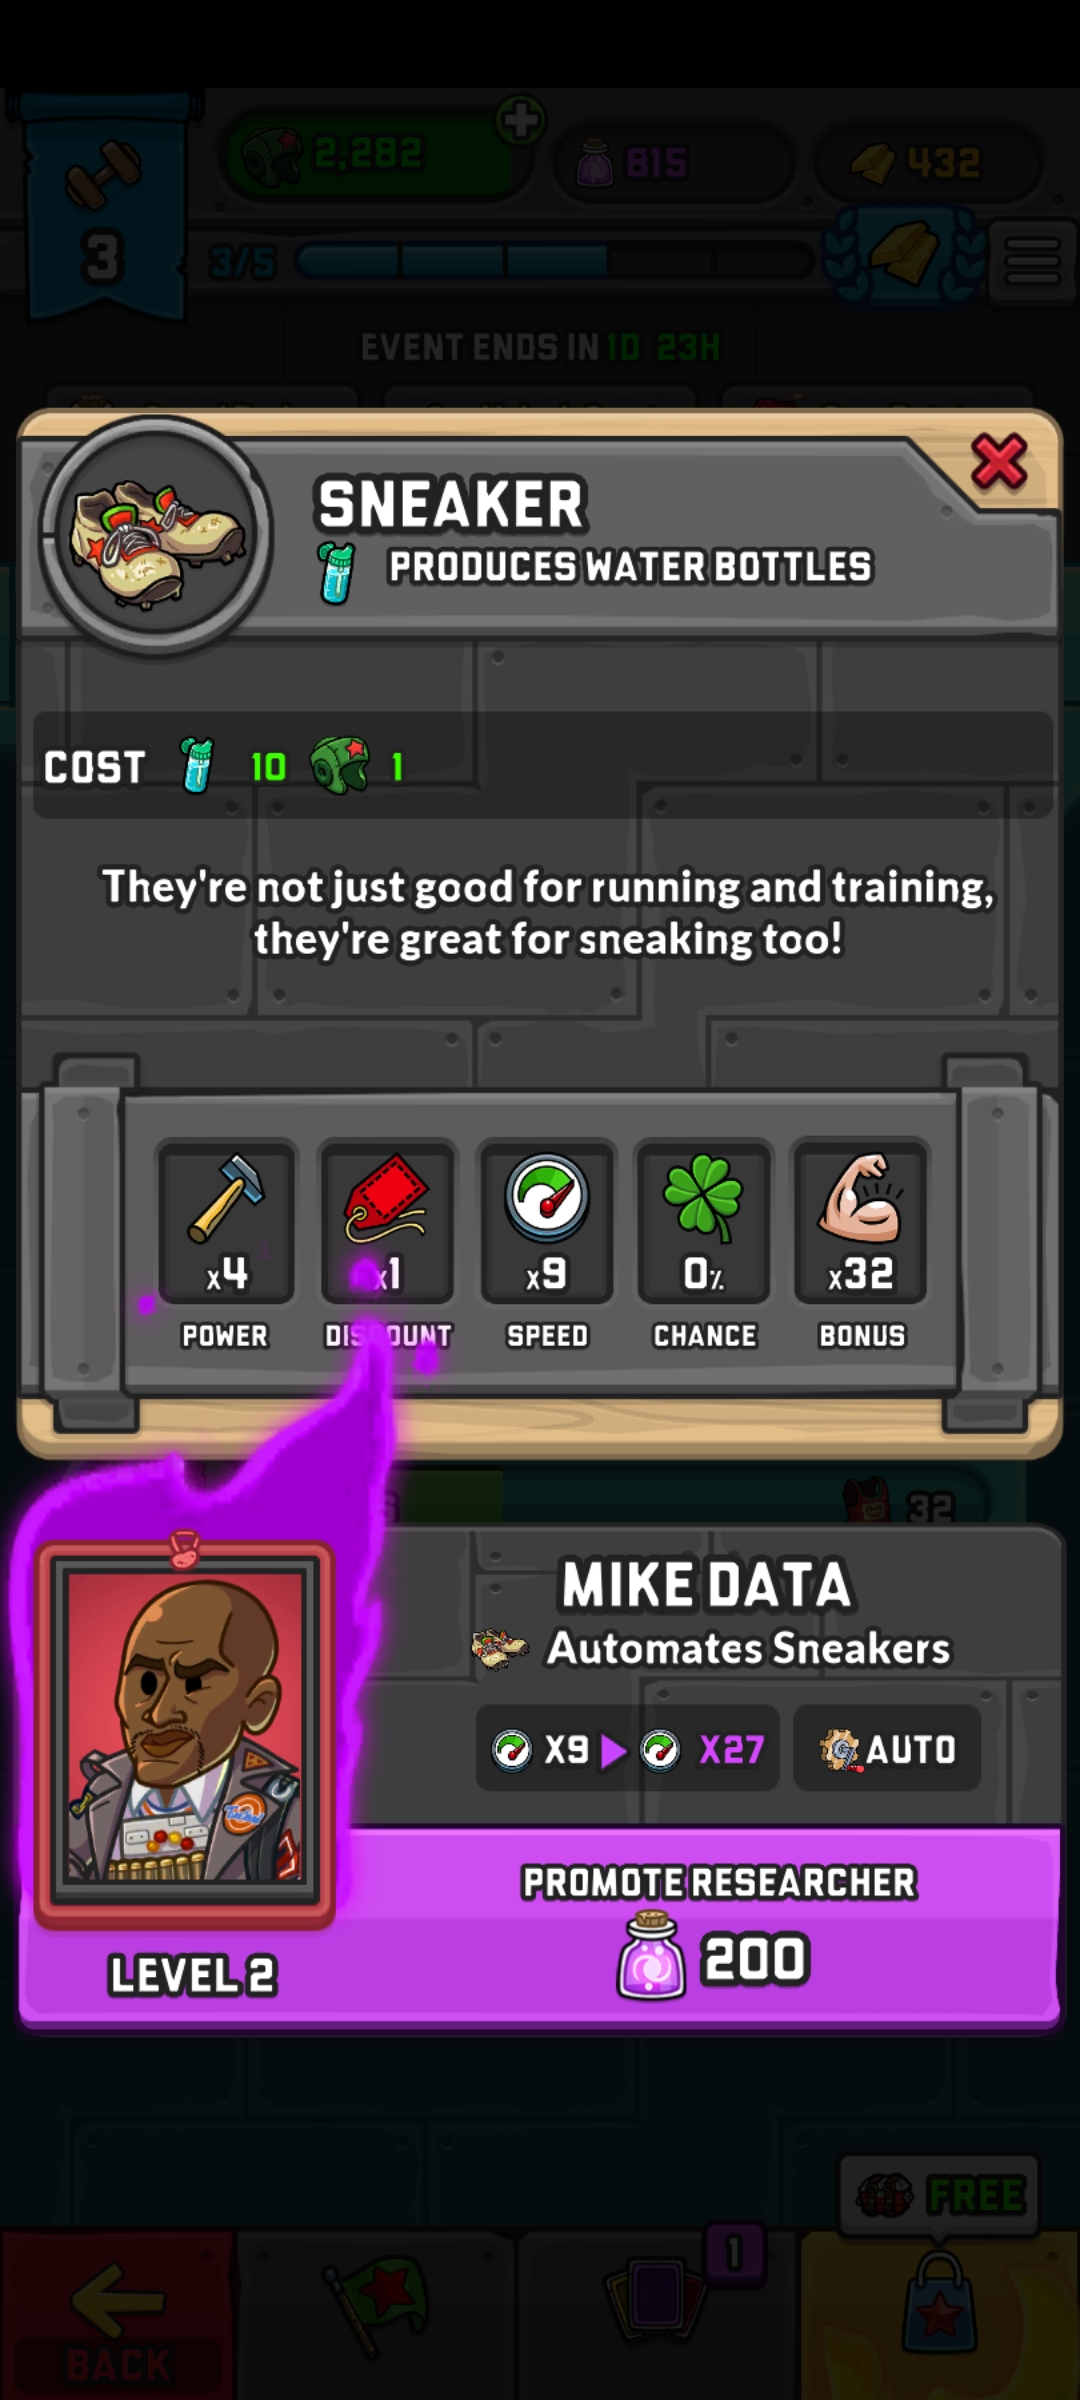 2,282
815
432
3
3/5
EVENT ENDS IN 1D 23H
SNEAKER
PRODUCES WATER BOTTLES
COST 10 1
They're not just good for running and training,
they're great for sneaking too!
x4 x1 x9 0% x32
POWER DISCOUNT SPEED CHANCE BONUS
32
MIKE DATA
Automates Sneakers
X9 X27 AUTO
PROMOTE RESEARCHER
200
LEVEL 2
FREE
1
BACK